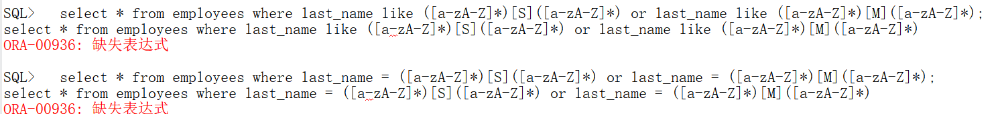 SQL>   select * from employees where last_name like ([a-zA-Z]*)[S]([a-zA-Z]*) or last_name like ([a-zA-Z]*)[M]([a-zA-Z]*);
select * from employees where last_name like ([a-zA-Z]*)[S]([a-zA-Z]*) or last_name like ([a-zA-Z]*)[M]([a-zA-Z]*)
ORA-00936: 缺失表达式
SQL>   select * from employees where last_name = ([a-zA-Z]*)[S]([a-zA-Z]*) or last_name = ([a-zA-Z]*)[M]([a-zA-Z]*);
select * from employees where last_name = ([a-zA-Z]*)[S]([a-zA-Z]*) or last_name = ([a-zA-Z]*)[M]([a-zA-Z]*)
ORA-00936: 缺失表达式